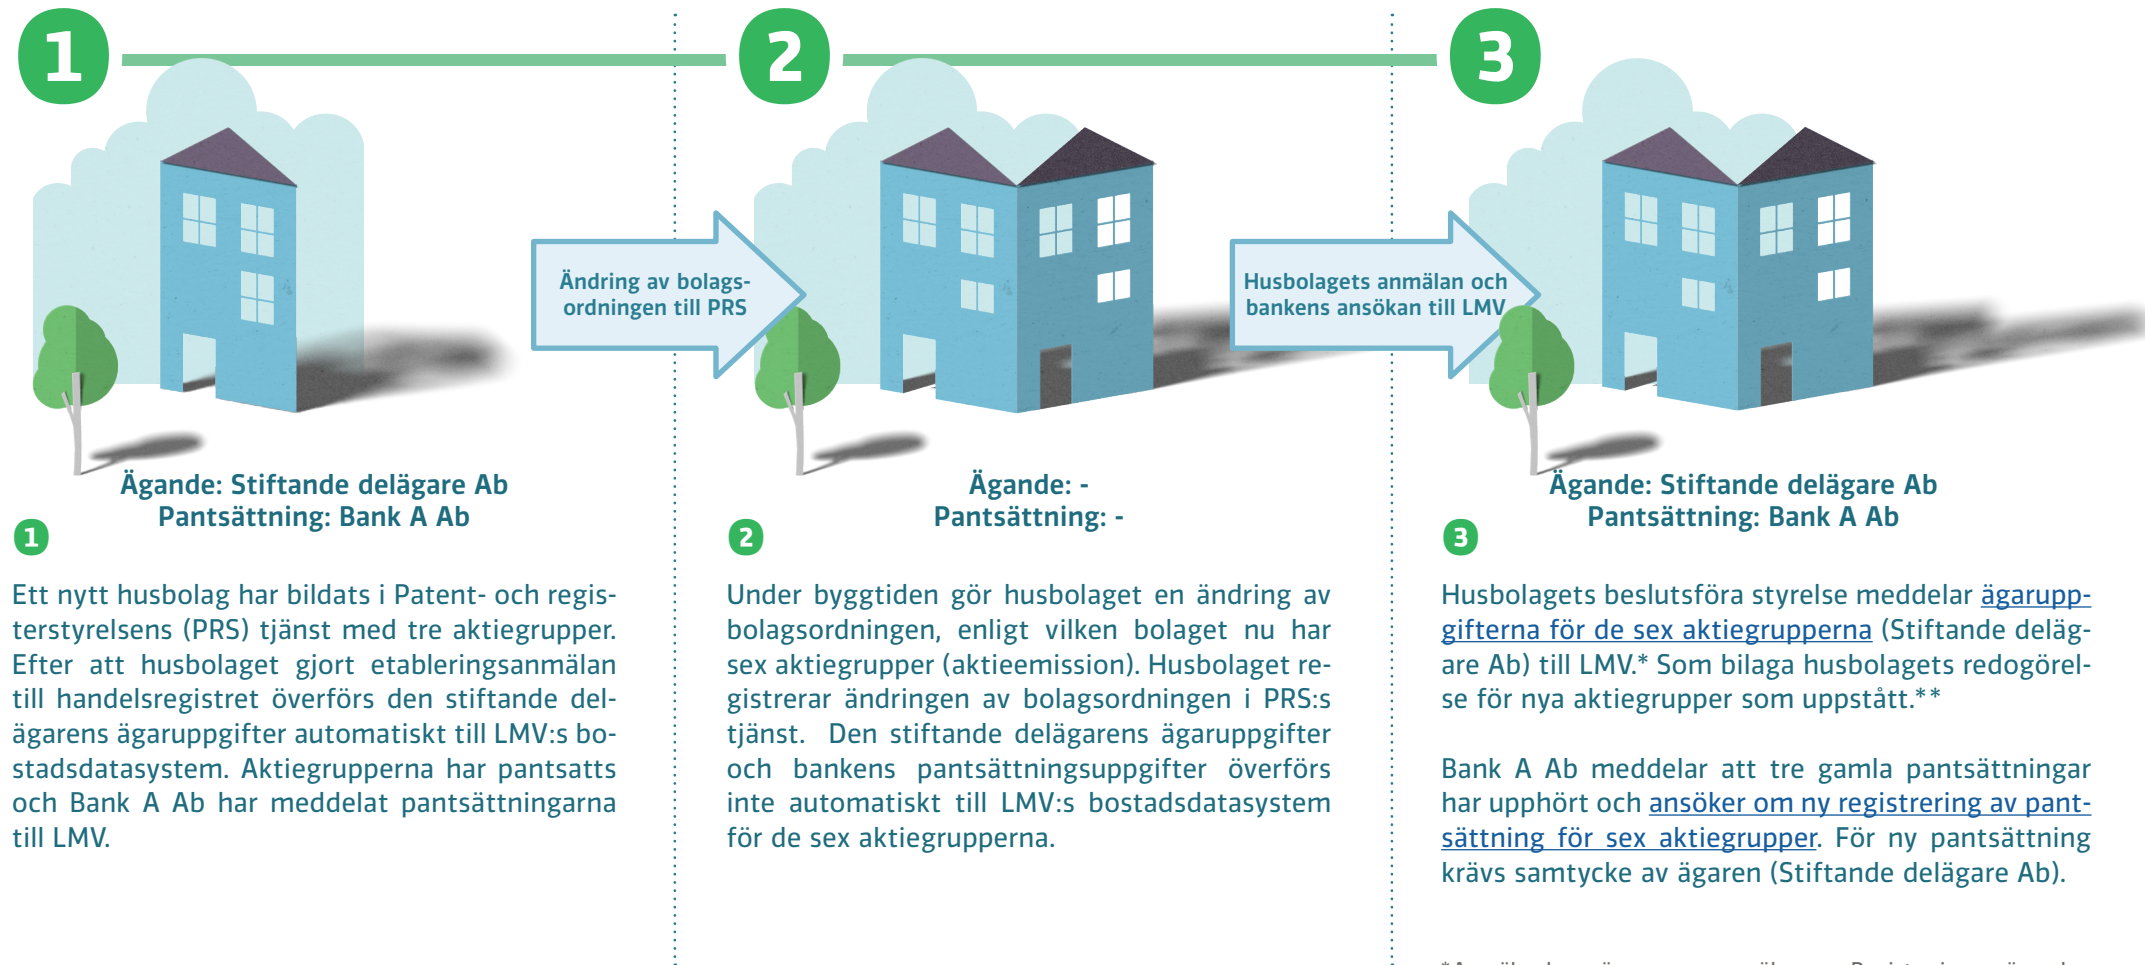 1
2
3
Ändring av bolags-
ordningen till PRS
Husbolagets anmälan och
bankens ansökan till LMV
Ägande: Stiftande delägare Ab
Pantsättning: Bank A Ab
1
Ett nytt husbolag har bildats i Patent- och regis-
terstyrelsens (PRS) tjänst med tre aktiegrupper.
Efter att husbolaget gjort etableringsanmälan
till handelsregistret överförs den stiftande del-
ägarens ägaruppgifter automatiskt till LMV:s bo-
stadsdatasystem. Aktiegrupperna har pantsatts
och Bank A Ab har meddelat pantsättningarna
till LMV.
Ägande: -
Pantsättning: -
2
Under byggtiden gör husbolaget en ändring av
bolagsordningen, enligt vilken bolaget nu har
sex aktiegrupper (aktieemission). Husbolaget re-
gistrerar ändringen av bolagsordningen i PRS:s
tjänst. Den stiftande delägarens ägaruppgifter
och bankens pantsättningsuppgifter överförs
inte automatiskt till LMV:s bostadsdatasystem
för de sex aktiegrupperna.
Ägande: Stiftande delägare Ab
Pantsättning: Bank A Ab
3
Husbolagets beslutsföra styrelse meddelar ägarupp-
gifterna för de sex aktiegrupperna (Stiftande deläg-
are Ab) till LMV.* Som bilaga husbolagets redogörel-
se för nya aktiegrupper som uppstått.**
Bank A Ab meddelar att tre gamla pantsättningar
har upphört och ansöker om ny registrering av pant-
sättning för sex aktiegrupper. För ny pantsättning
krävs samtycke av ägaren (Stiftande delägare Ab).